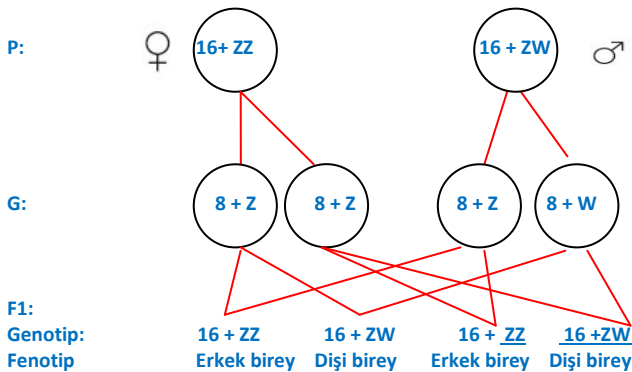 P: ♀ 16+ ZZ 16 + ZW ♂
G: 8 + Z 8 + Z 8 + Z 8 + W
F1:
Genotip: 16 + ZZ 16 + ZW 16 + ZZ 16 +ZW
Fenotip Erkek birey Dişi birey Erkek birey Dişi birey